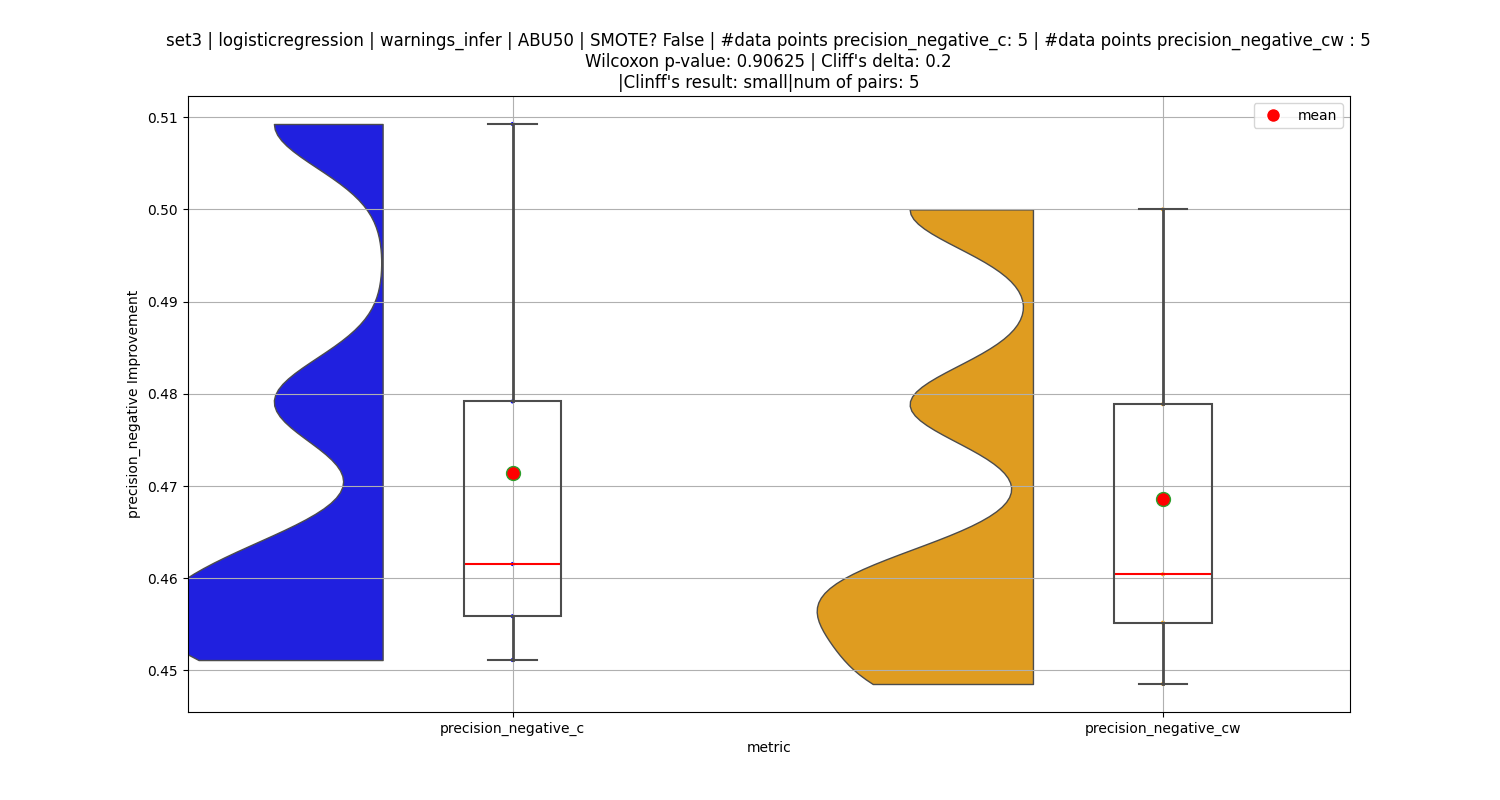 set3 | logisticregression | warnings_infer | ABU50 | SMOTE? False | #data points precision_negative_c: 5 | #data points precision_negative_cw : 5
Wilcoxon p-value: 0.90625 | Cliff's delta: 0.2
|Clinff's result: small|num of pairs: 5
mean
0.51
0.50
0.49
0.48
0.47
0.46
0.45
precision_negative Improvement
precision_negative_c
precision_negative_cw
metric